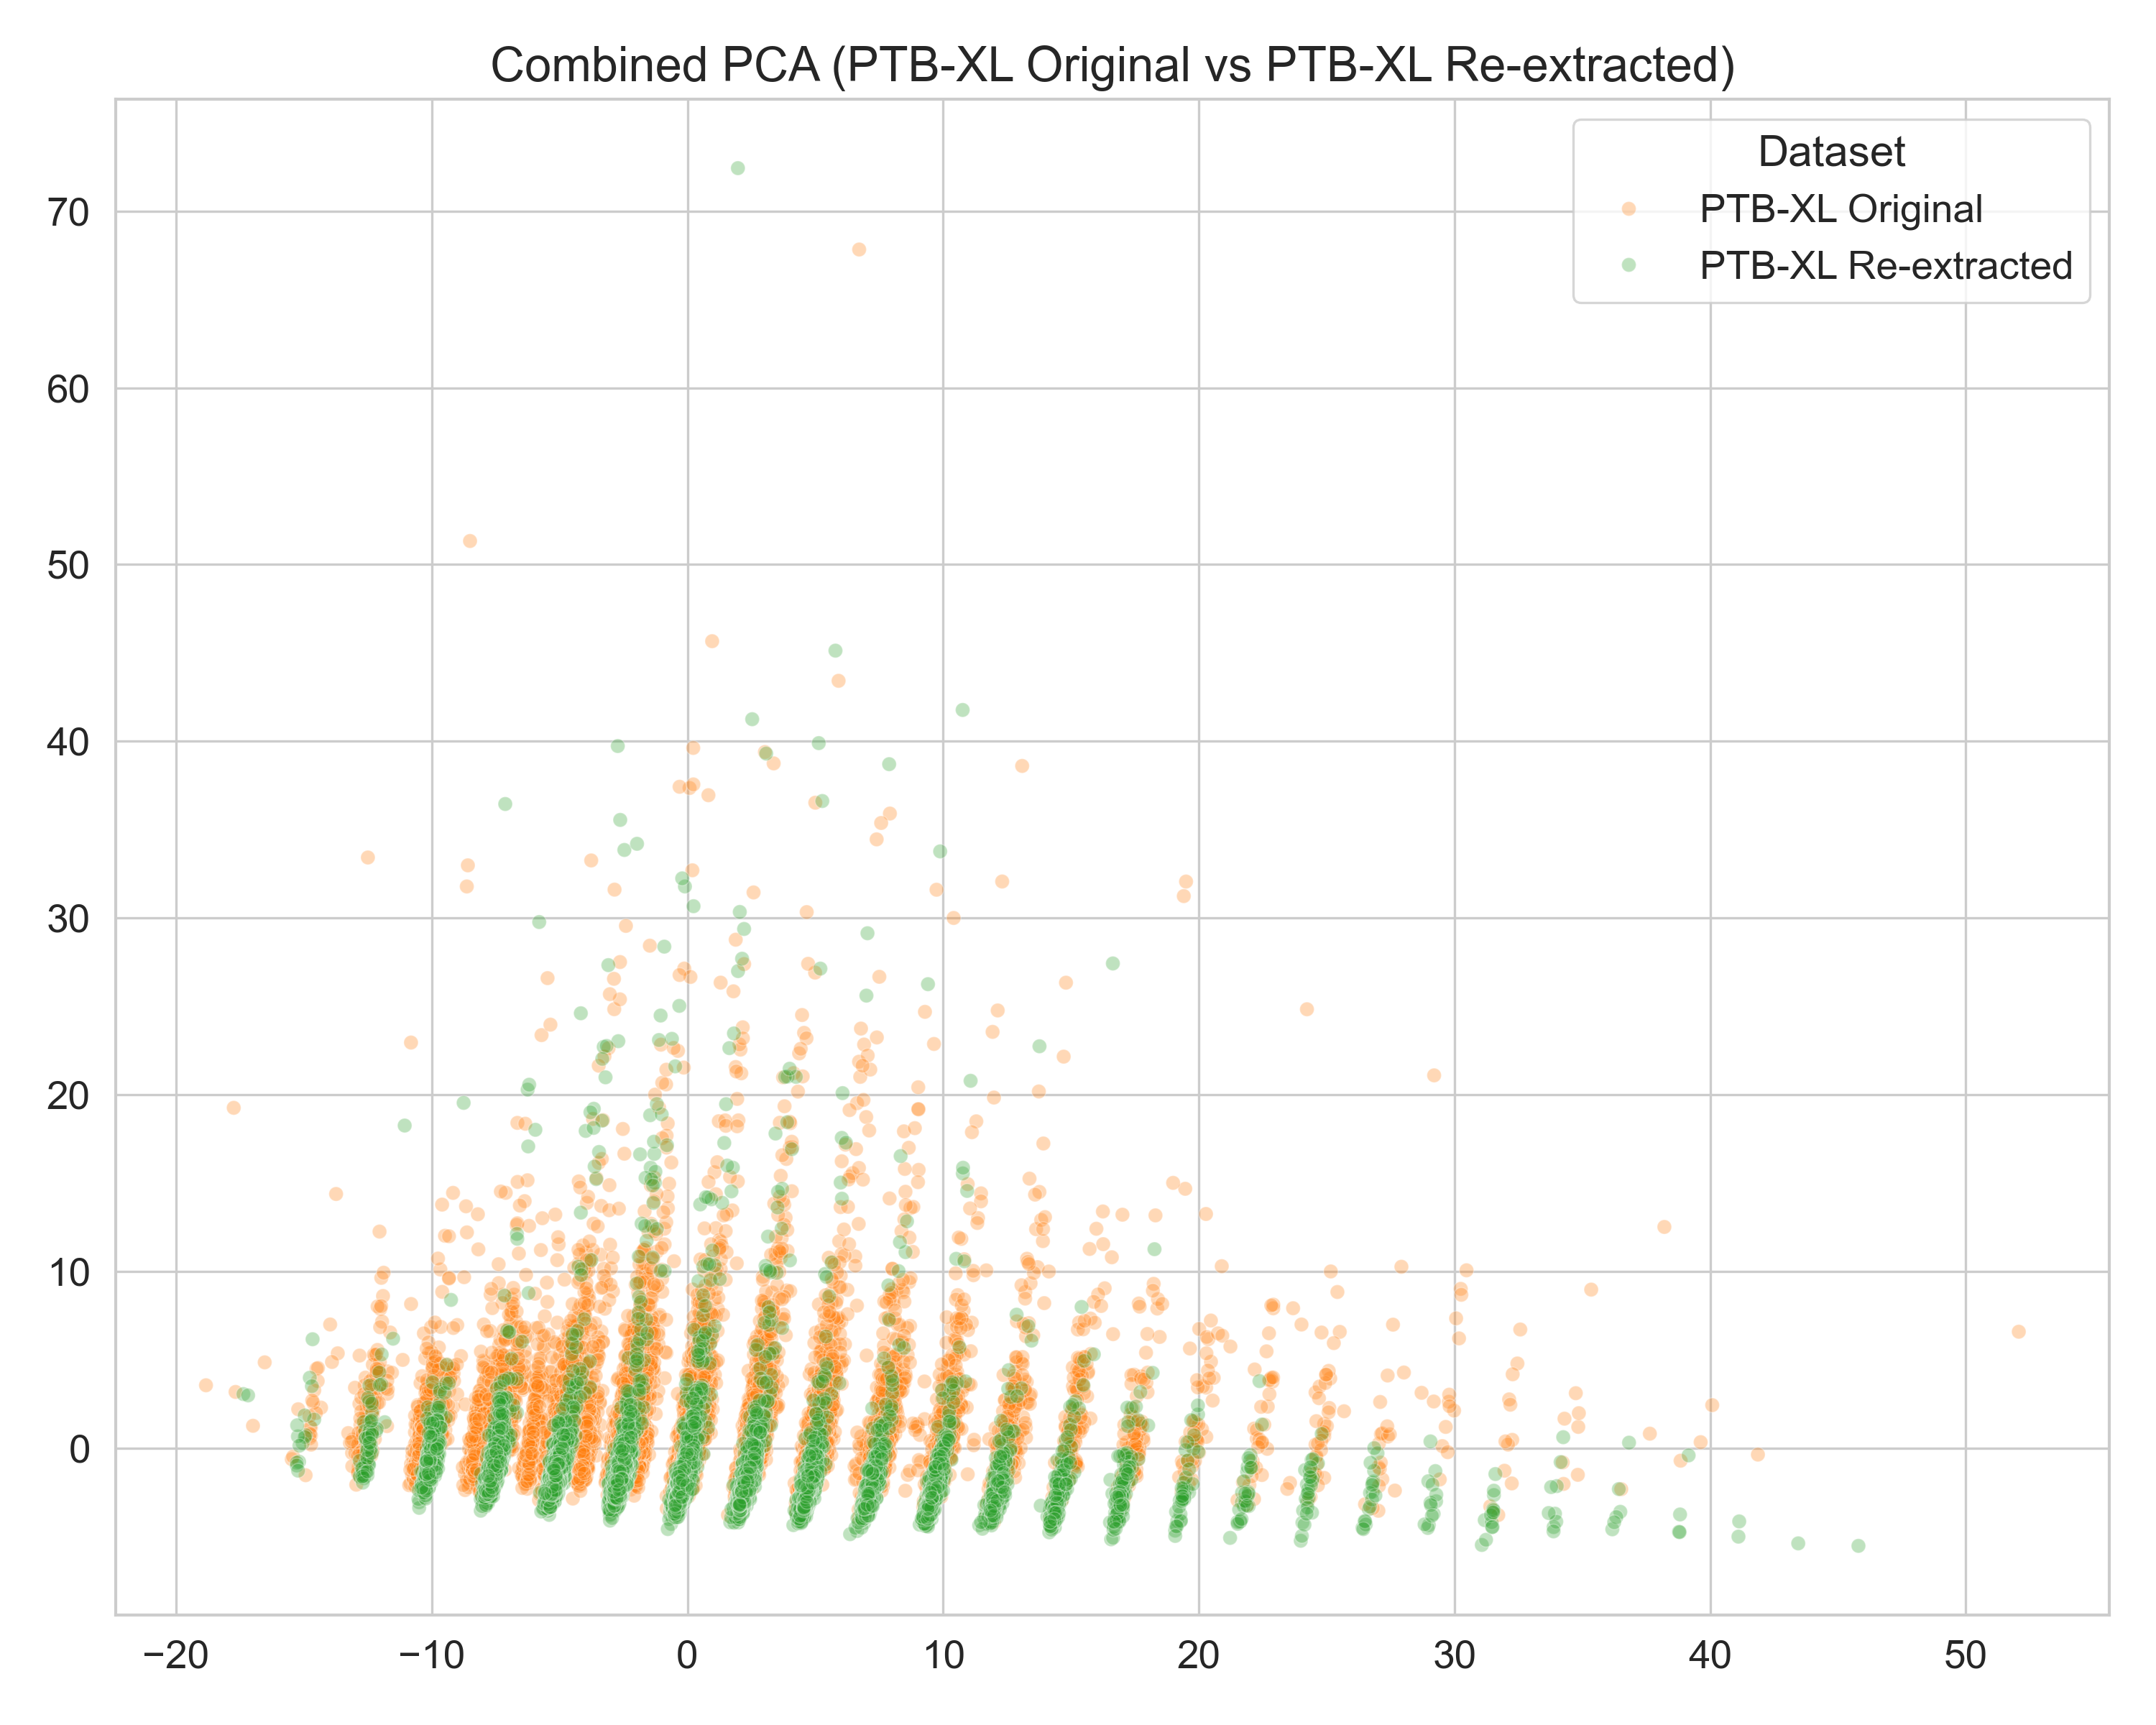 Combined PCA (PTB-XL Original vs PTB-XL Re-extracted)
Dataset
PTB-XL Original
PTB-XL Re-extracted
70
60
50
40
30
20
10
0
−20 −10 0 10 20 30 40 50